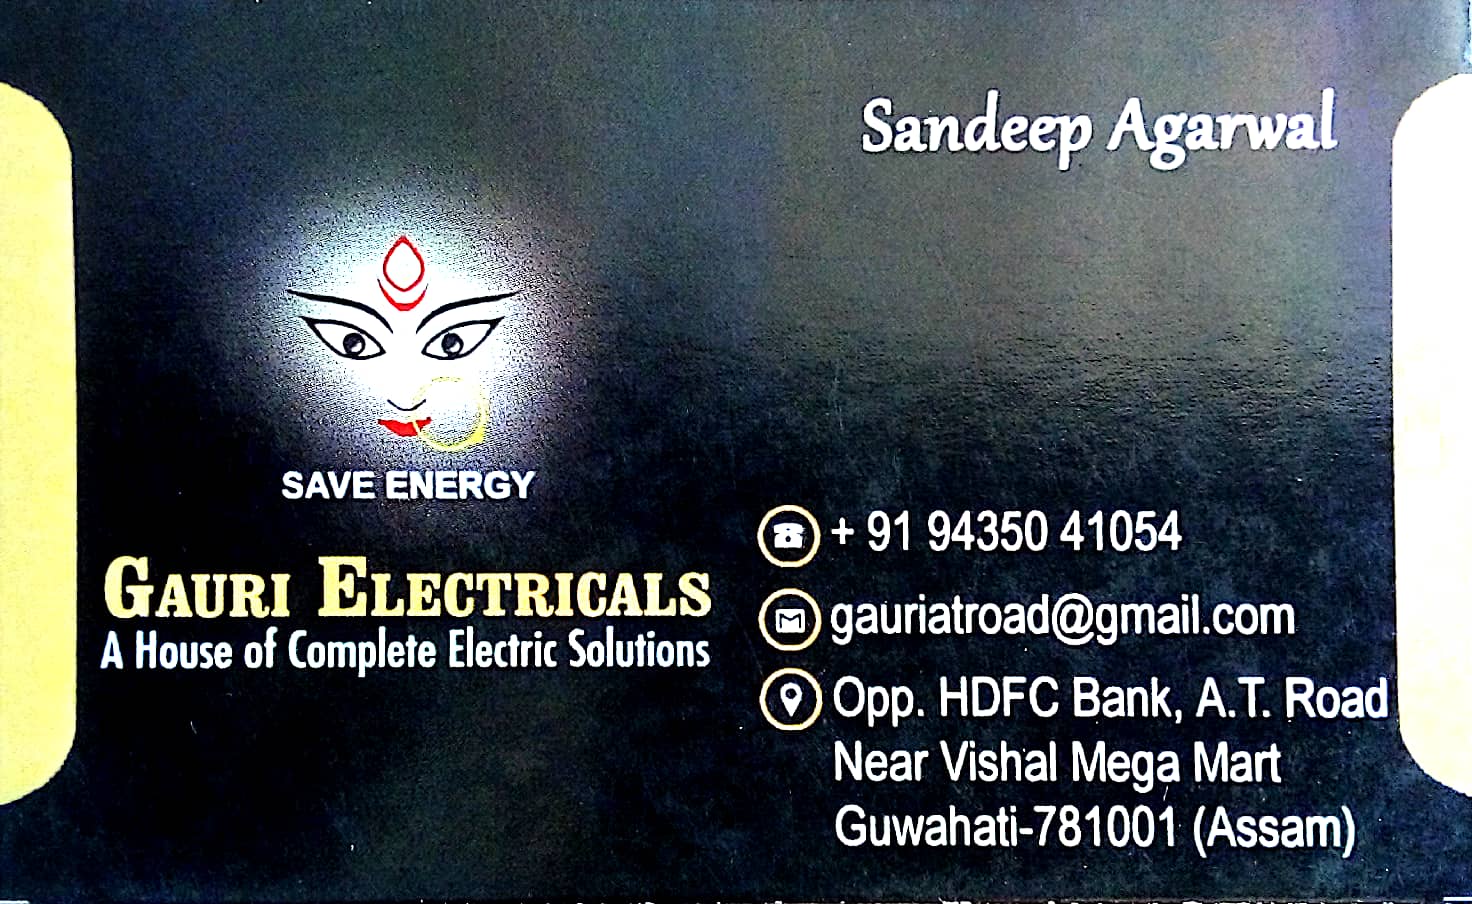 Sandeep Agarwal
SAVE ENERGY
GAURI ELECTRICALS
A House of Complete Electric Solutions
+ 91 94350 41054
gauriatroad@gmail.com
Opp. HDFC Bank, A.T. Road
Near Vishal Mega Mart
Guwahati-781001 (Assam)